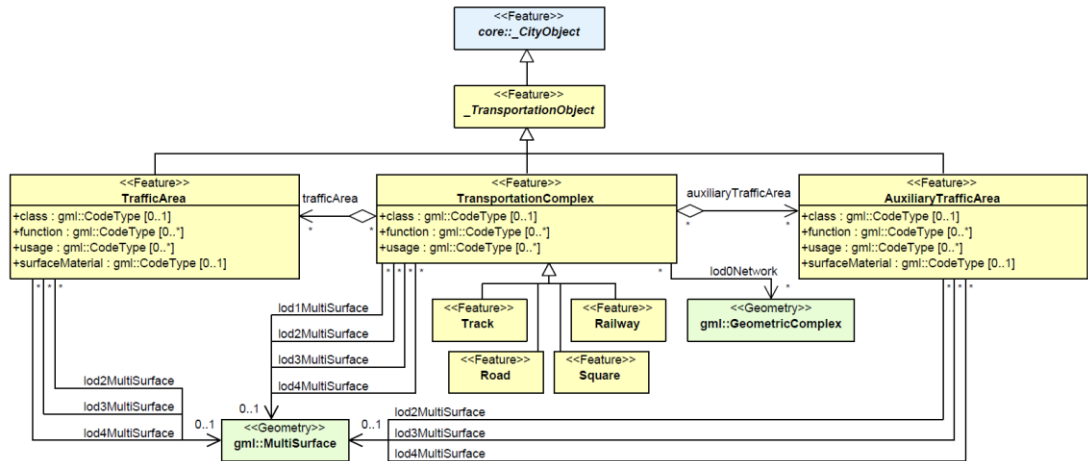 <<Feature>>
core::_CityObject
<<Feature>>
_TransportationObject
<<Feature>>
TrafficArea
+class : gml::CodeType [0..1]
+function : gml::CodeType [0..*]
+usage : gml::CodeType [0..*]
+surfaceMaterial : gml::CodeType [0..1]
trafficArea
*
*
<<Feature>>
TransportationComplex
+class : gml::CodeType [0..1]
+function : gml::CodeType [0..*]
+usage : gml::CodeType [0..*]
auxiliaryTrafficArea
*
*
<<Feature>>
AuxiliaryTrafficArea
+class : gml::CodeType [0..1]
+function : gml::CodeType [0..*]
+usage : gml::CodeType [0..*]
+surfaceMaterial : gml::CodeType [0..1]
* * *
* * * *
*
* * *
lod0Network
*
lod1MultiSurface
lod2MultiSurface
lod3MultiSurface
lod4MultiSurface
<<Feature>>
Track
<<Feature>>
Railway
<<Geometry>>
gml::GeometricComplex
<<Feature>>
Road
<<Feature>>
Square
lod2MultiSurface
lod3MultiSurface
lod4MultiSurface
0..1
0..1
0..1
<<Geometry>>
gml::MultiSurface
lod2MultiSurface
lod3MultiSurface
lod4MultiSurface